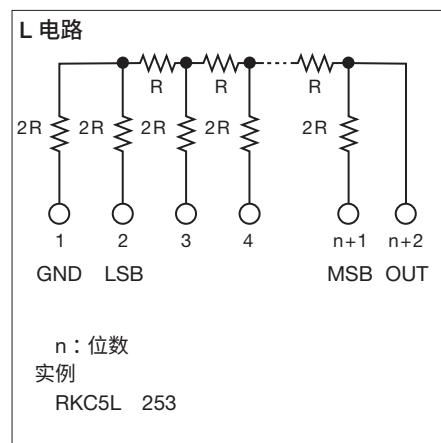 L 电路
R R R
2R 2R 2R 2R 2R
1 2 3 4 n+1 n+2
GND LSB MSB OUT
n：位数
实例
RKC5L 253